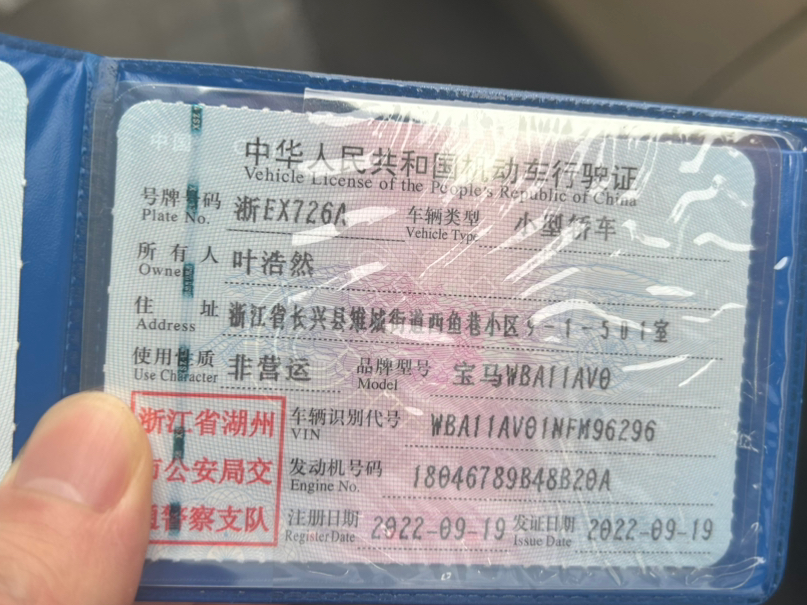 中国
中华人民共和国机动车行驶证
Vehicle License of the People's Republic of China
号牌号码 浙EX726A 车辆类型 小型轿车
Plate No. Vehicle Type
所有人 叶浩然
Owner
住址 浙江省长兴县雉城街道西鱼巷小区9-1-501室
Address
使用性质 非营运 品牌型号 宝马WBA11AV0
Use Character Model
浙江省湖州 车辆识别代号 WBA11AV01NFM96296
VIN
市公安局交 发动机号码 18046789B48B20A
Engine No.
通警察支队 注册日期 2022-09-19 发证日期 2022-09-19
Register Date Issue Date